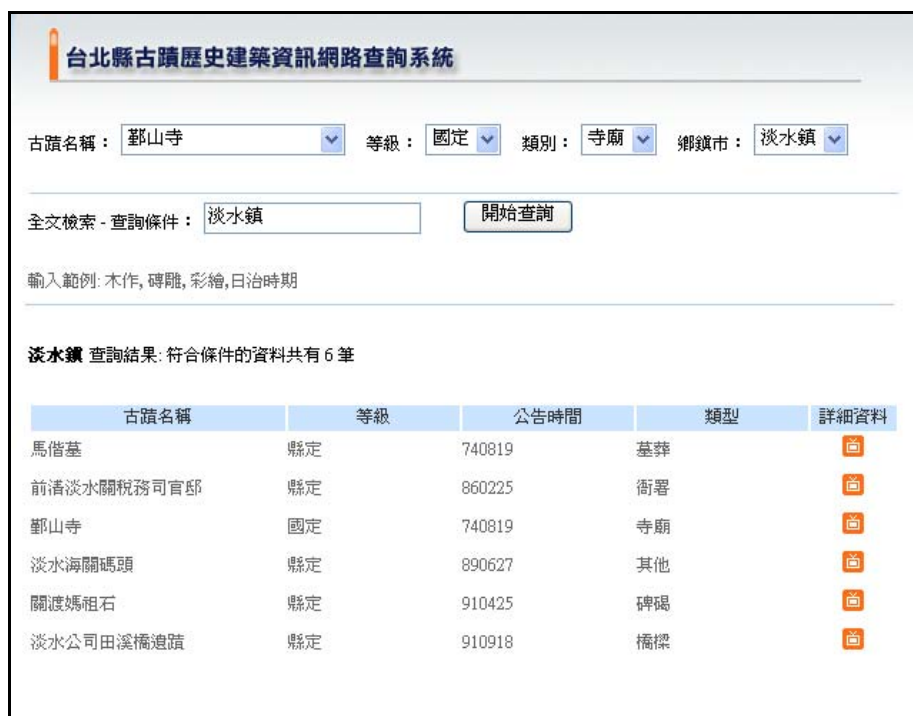 台北縣古蹟歷史建築資訊網路查詢系統
古蹟名稱： 鄞山寺 等級： 國定 類別： 寺廟 鄉鎮市： 淡水鎮
全文檢索 - 查詢條件： 淡水鎮 開始查詢
輸入範例: 木作, 磚雕, 彩繪,日治時期
淡水鎮 查詢結果: 符合條件的資料共有 6 筆
古蹟名稱 等級 公告時間 類型 詳細資料
馬偕墓 縣定 740819 墓葬
前清淡水關稅務司官邸 縣定 860225 衙署
鄞山寺 國定 740819 寺廟
淡水海關碼頭 縣定 890627 其他
關渡媽祖石 縣定 910425 碑碣
淡水公司田溪橋遺蹟 縣定 910918 橋樑